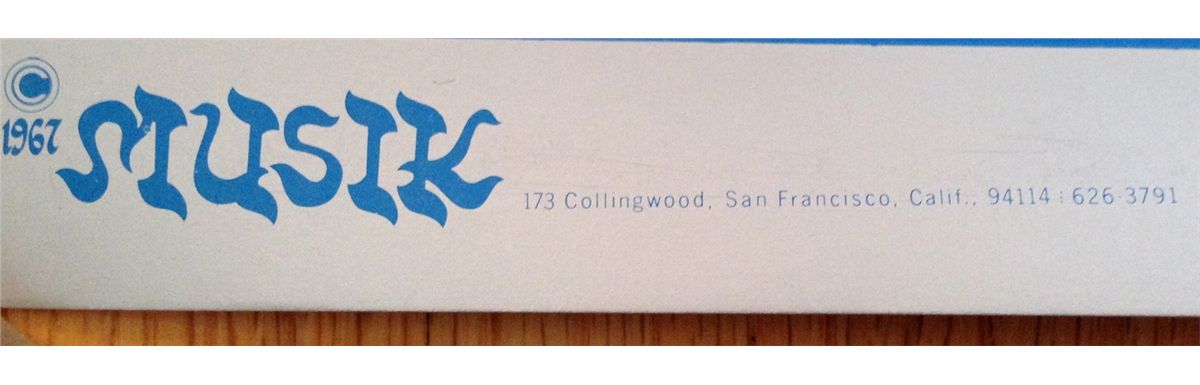 ©
1967
MUSIK
173 Collingwood, San Francisco, Calif., 94114 : 626-3791